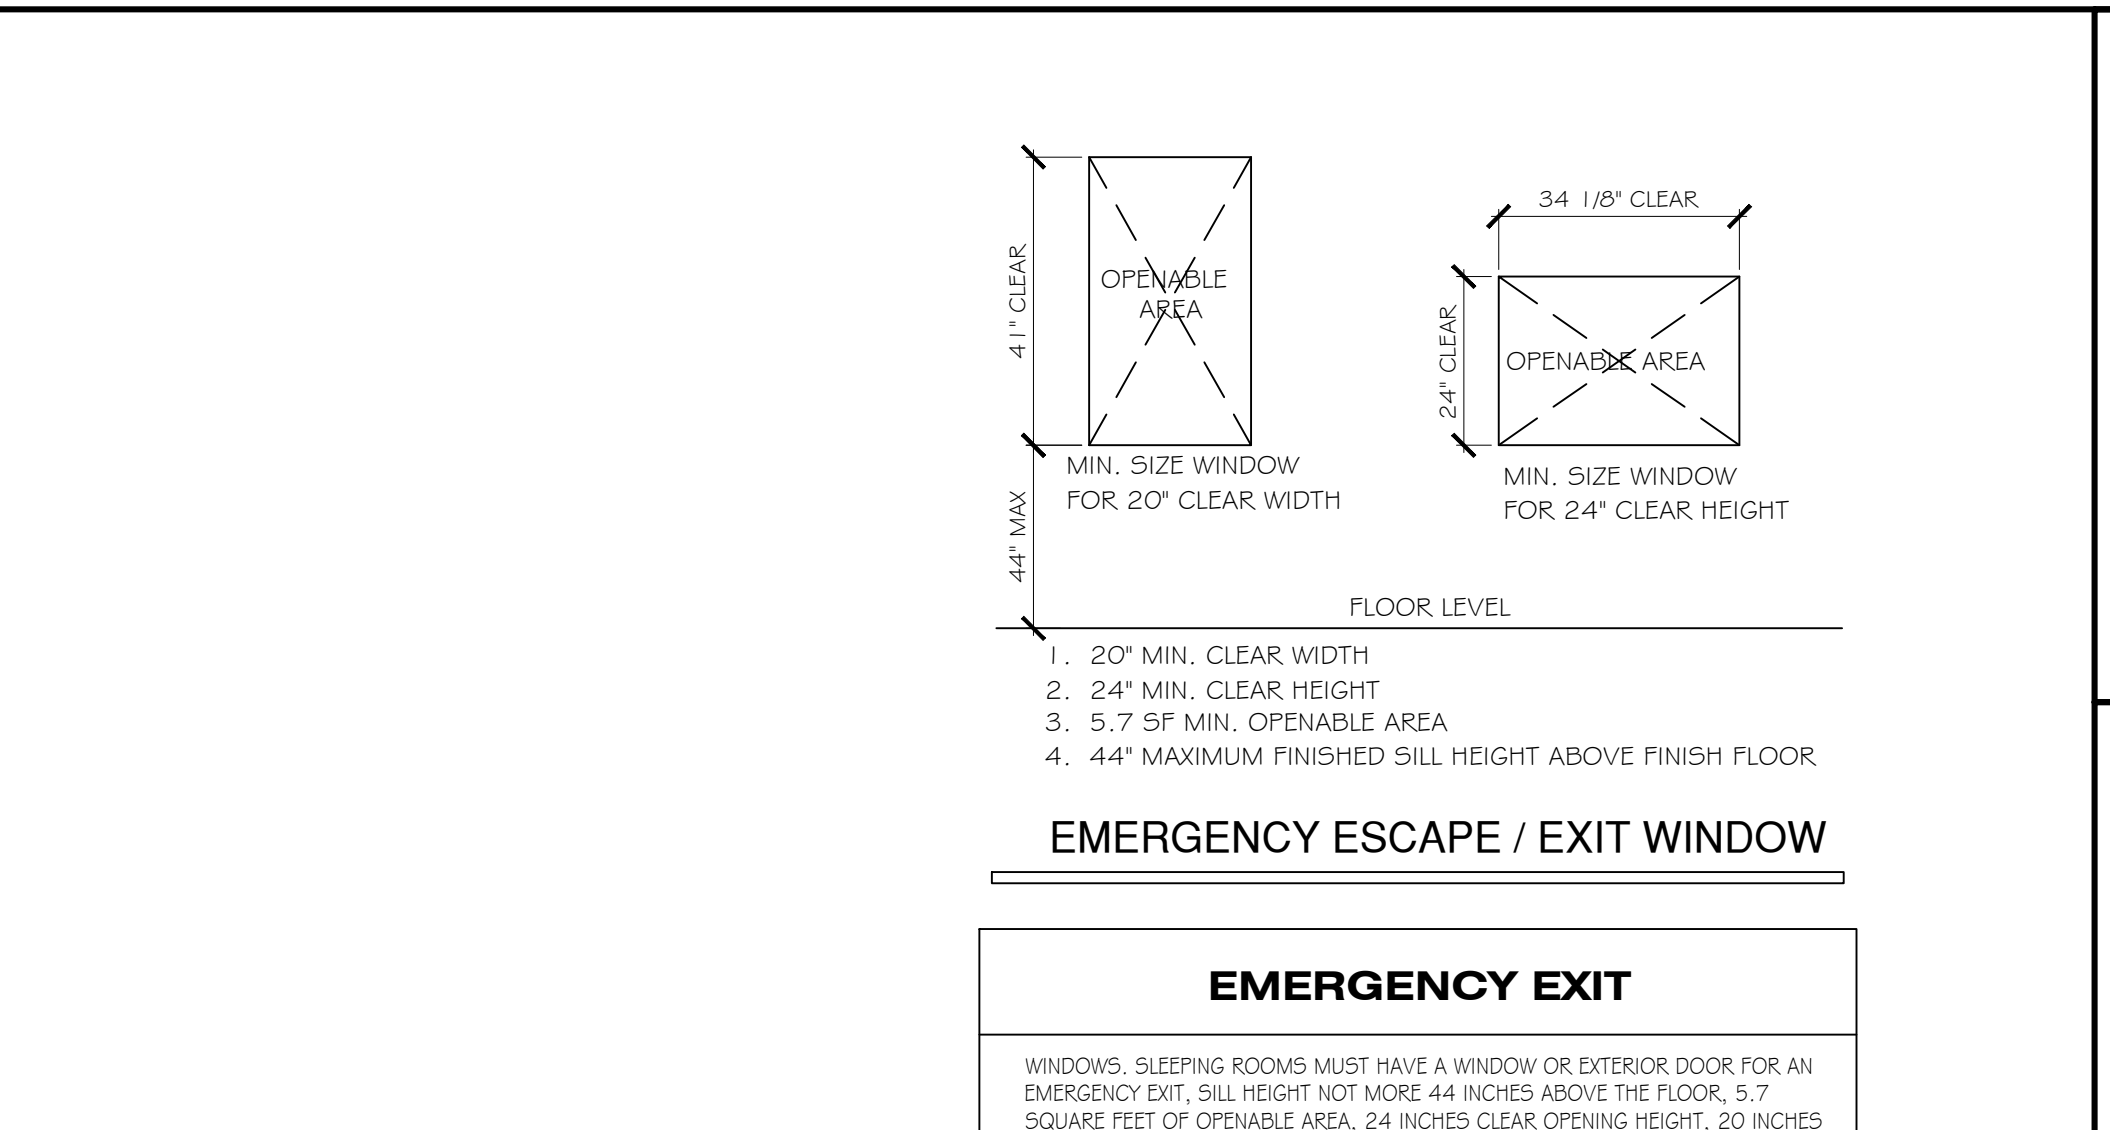 34 1/8" CLEAR
41" CLEAR
OPENABLE
AREA
24" CLEAR
OPENABLE AREA
MIN. SIZE WINDOW
FOR 20" CLEAR WIDTH
MIN. SIZE WINDOW
FOR 24" CLEAR HEIGHT
44" MAX
FLOOR LEVEL
1. 20" MIN. CLEAR WIDTH
2. 24" MIN. CLEAR HEIGHT
3. 5.7 SF MIN. OPENABLE AREA
4. 44" MAXIMUM FINISHED SILL HEIGHT ABOVE FINISH FLOOR
EMERGENCY ESCAPE / EXIT WINDOW
EMERGENCY EXIT
WINDOWS. SLEEPING ROOMS MUST HAVE A WINDOW OR EXTERIOR DOOR FOR AN
EMERGENCY EXIT, SILL HEIGHT NOT MORE 44 INCHES ABOVE THE FLOOR, 5.7
SQUARE FEET OF OPENABLE AREA, 24 INCHES CLEAR OPENING HEIGHT, 20 INCHES